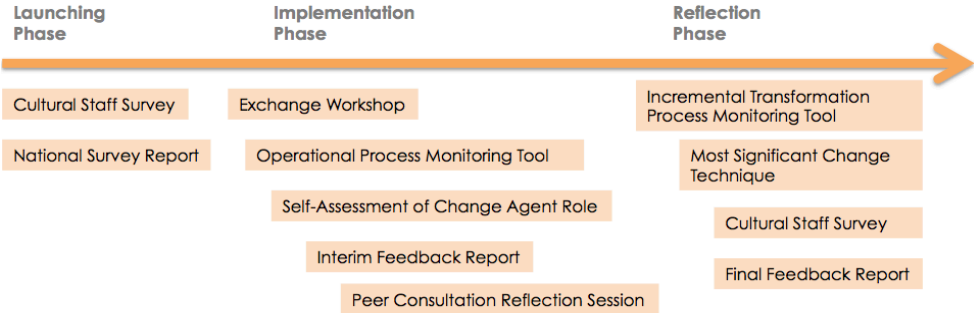 Launching
Phase
Implementation
Phase
Reflection
Phase
Cultural Staff Survey
National Survey Report
Exchange Workshop
Operational Process Monitoring Tool
Self-Assessment of Change Agent Role
Interim Feedback Report
Peer Consultation Reflection Session
Incremental Transformation
Process Monitoring Tool
Most Significant Change
Technique
Cultural Staff Survey
Final Feedback Report